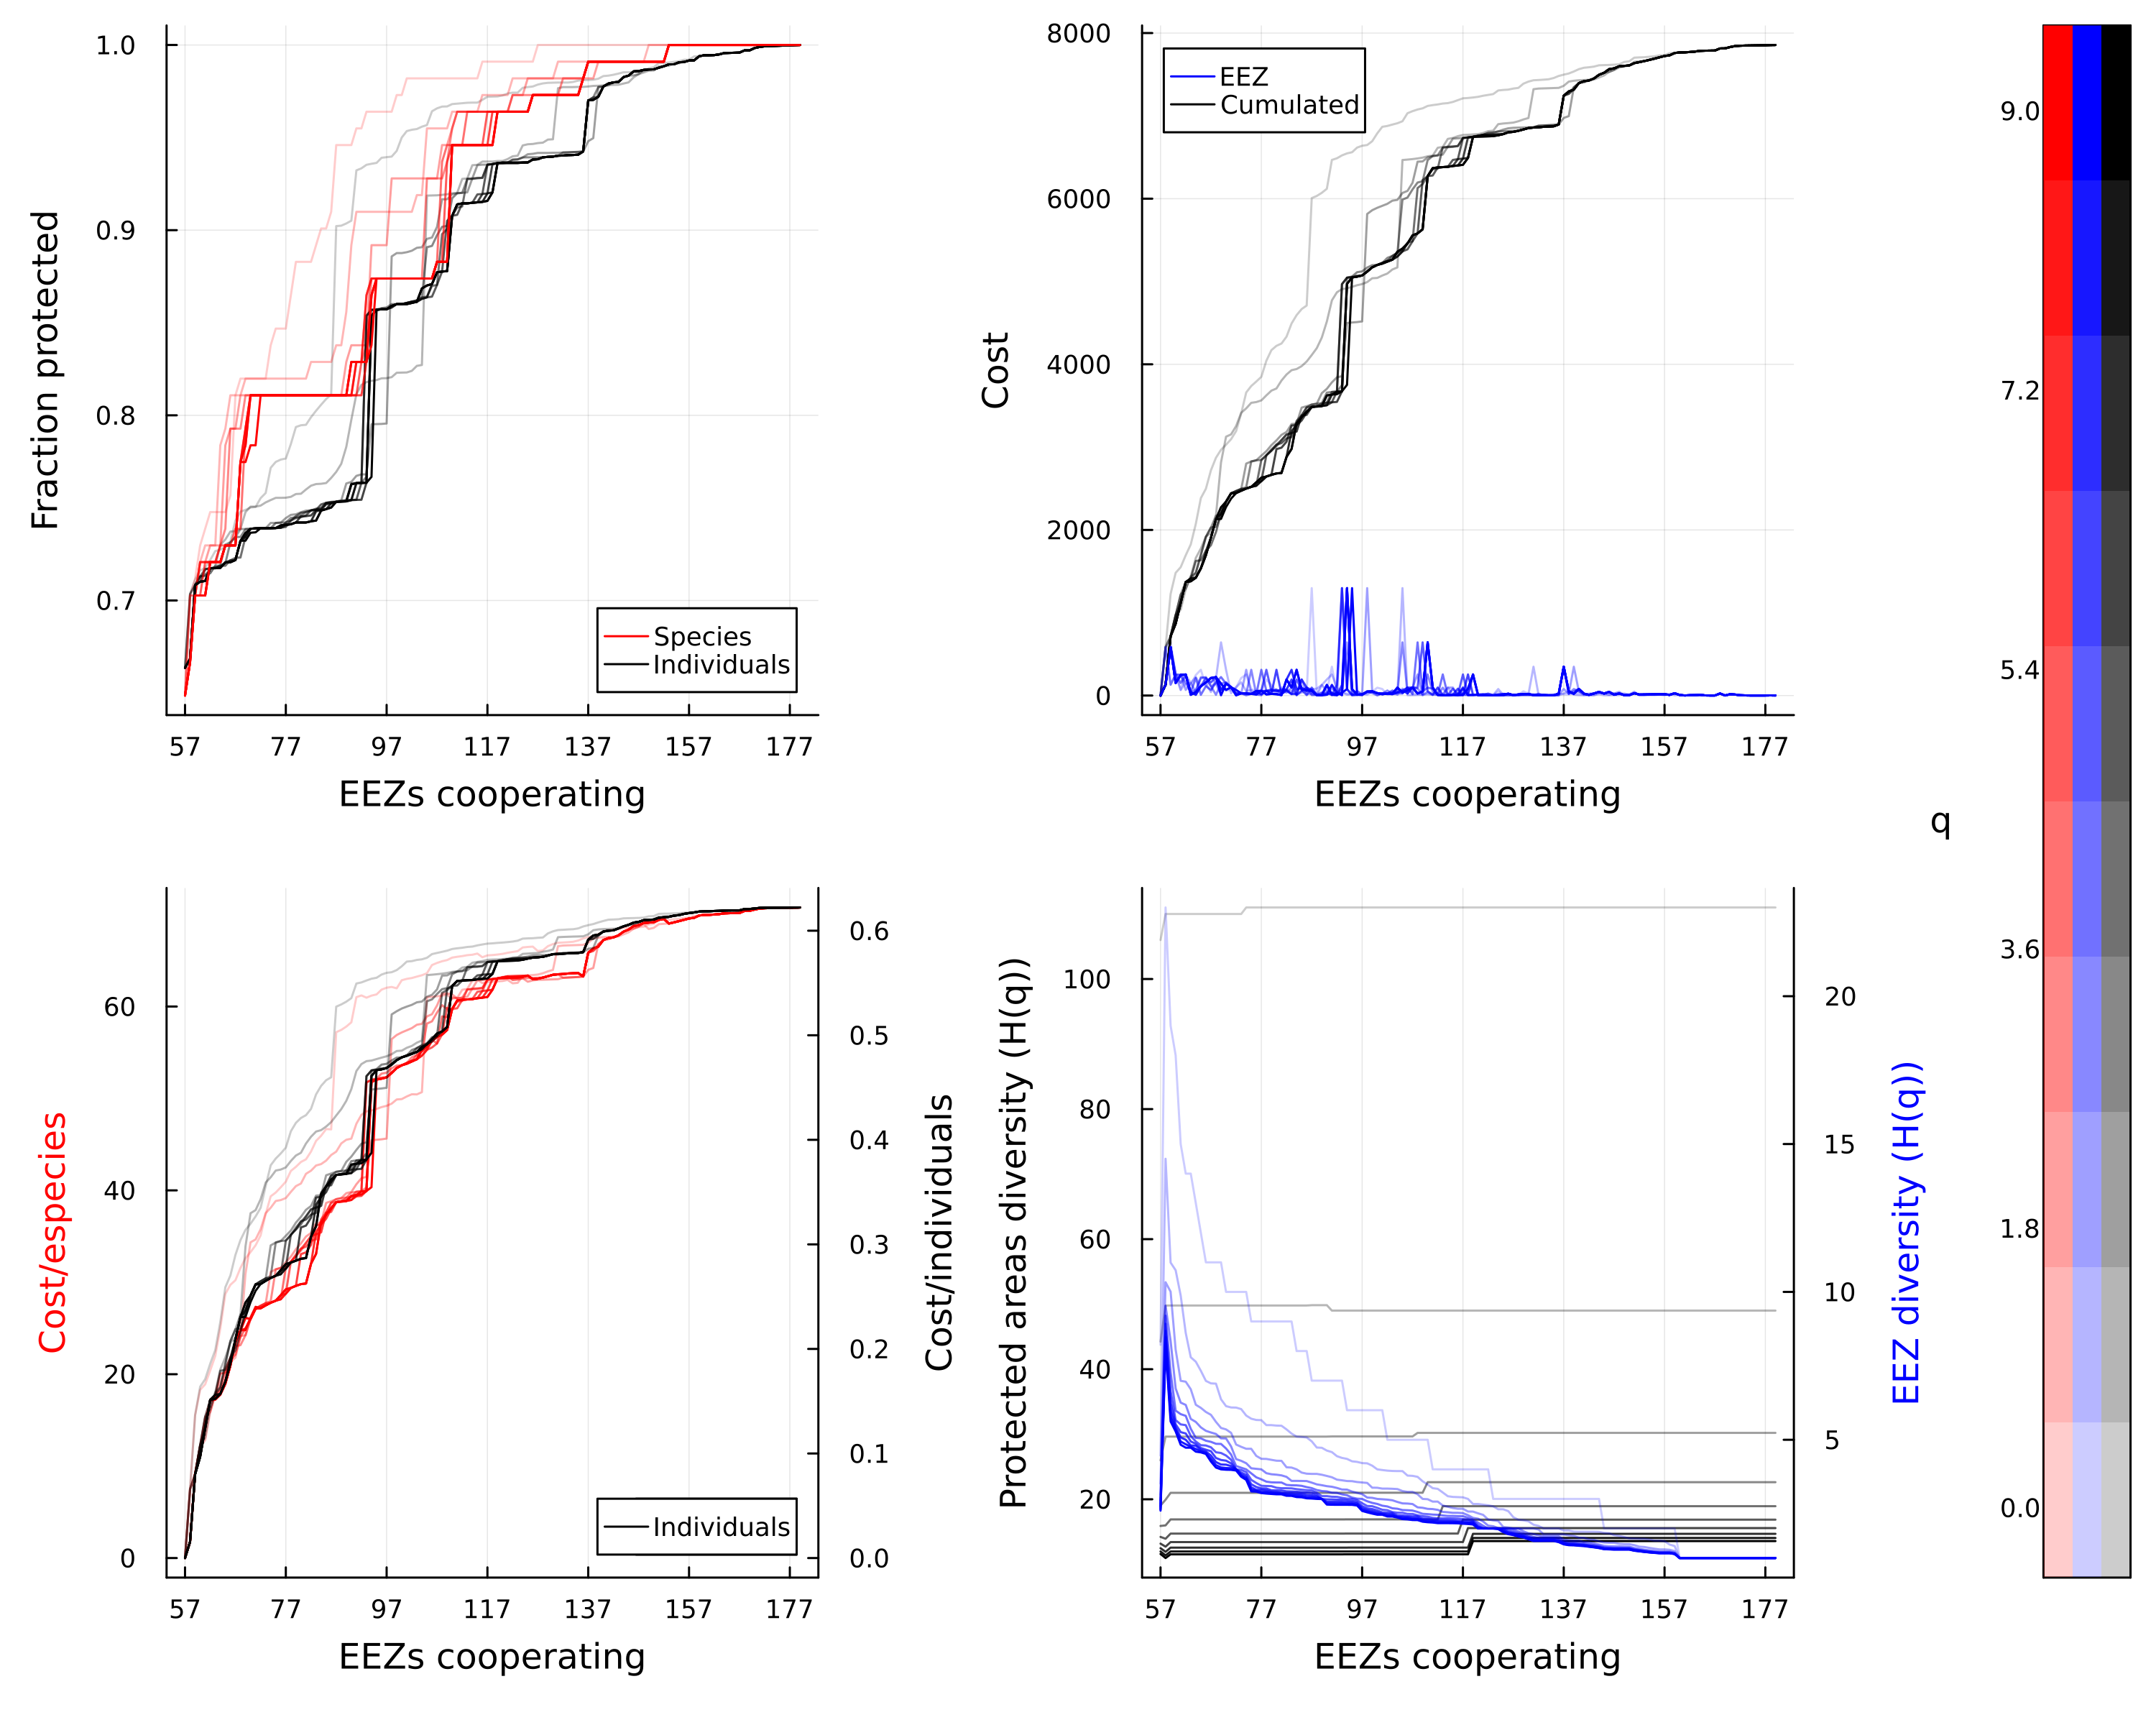 1.0
0.9
0.8
0.7
Fraction protected
Species
Individuals
57 77 97 117 137 157 177
EEZs cooperating
8000
6000
4000
2000
0
Cost
EEZ
Cumulated
57 77 97 117 137 157 177
EEZs cooperating
60
40
20
0
Cost/especies
0.6
0.5
0.4
0.3
0.2
0.1
0.0
Cost/individuals
Individuals
57 77 97 117 137 157 177
EEZs cooperating
100
80
60
40
20
Protected areas diversity (H(q))
20
15
10
5
EEZ diversity (H(q))
57 77 97 117 137 157 177
EEZs cooperating
q
9.0
7.2
5.4
3.6
1.8
0.0